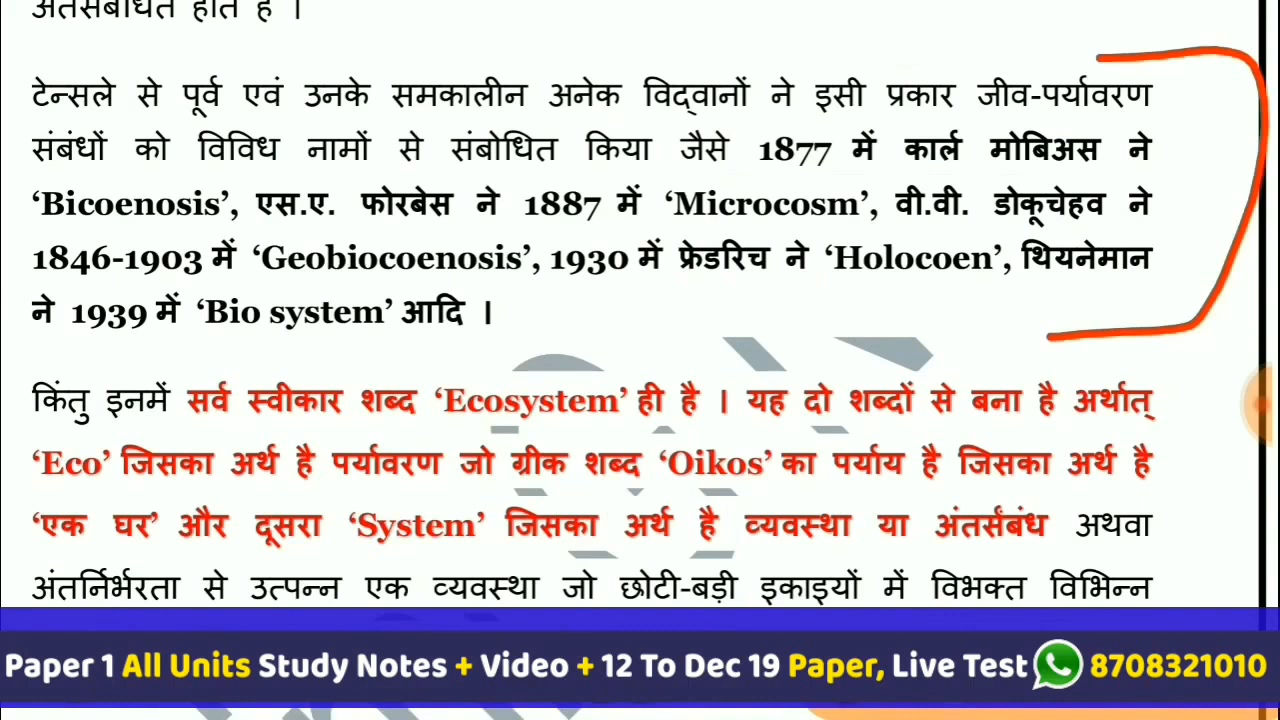 अंतर्संबंधित होते हैं ।
टेन्सले से पूर्व एवं उनके समकालीन अनेक विद्वानों ने इसी प्रकार जीव-पर्यावरण
संबंधों को विविध नामों से संबोधित किया जैसे 1877 में कार्ल मोबिअस ने
‘Bicoenosis’, एस.ए. फोरबेस ने 1887 में ‘Microcosm’, वी.वी. डोकूचेहव ने
1846-1903 में ‘Geobiocoenosis’, 1930 में फ्रेडरिच ने ‘Holocoen’, थियनेमान
ने 1939 में ‘Bio system’ आदि ।
किंतु इनमें सर्व स्वीकार शब्द ‘Ecosystem’ ही है । यह दो शब्दों से बना है अर्थात्
‘Eco’ जिसका अर्थ है पर्यावरण जो ग्रीक शब्द ‘Oikos’ का पर्याय है जिसका अर्थ है
‘एक घर’ और दूसरा ‘System’ जिसका अर्थ है व्यवस्था या अंतर्संबंध अथवा
अंतर्निर्भरता से उत्पन्न एक व्यवस्था जो छोटी-बड़ी इकाइयों में विभक्त विभिन्न
Paper 1 All Units Study Notes + Video + 12 To Dec 19 Paper, Live Test 8708321010